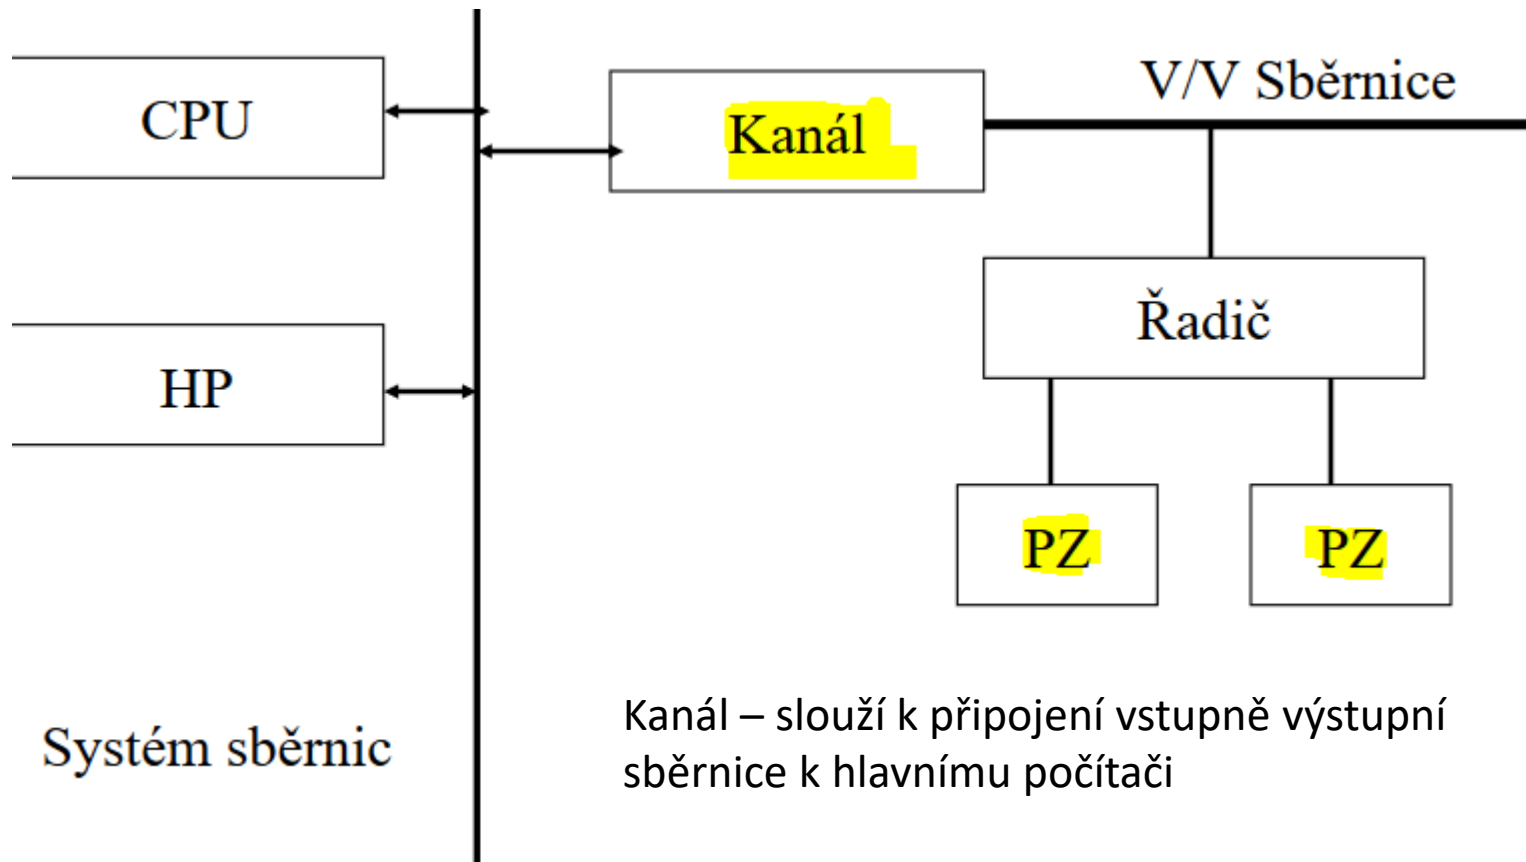 V/V Sběrnice
CPU
Kanál
Řadič
HP
PZ
PZ
Systém sběrnic
Kanál – slouží k připojení vstupně výstupní
sběrnice k hlavnímu počítači